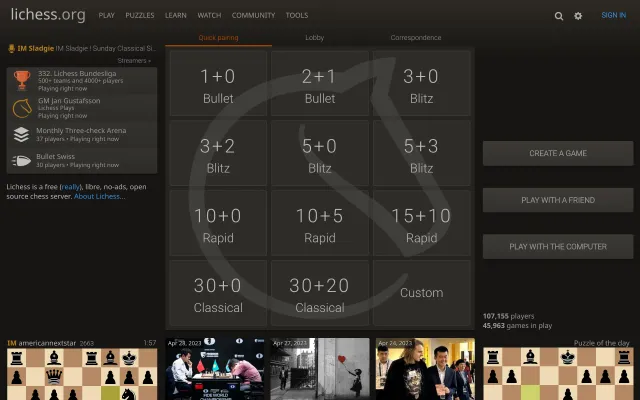 lichess.org PLAY PUZZLES LEARN WATCH COMMUNITY TOOLS SIGN IN
IM Sladgie IM Sladgie ! Sunday Classical Si...
Streamers »
332. Lichess Bundesliga
500+ teams and 4000+ players
Playing right now
GM Jan Gustafsson
Lichess Plays
Playing right now
Monthly Three-check Arena
37 players • Playing right now
Bullet Swiss
30 players • Playing right now
Lichess is a free (really), libre, no-ads, open
source chess server. About Lichess...
Quick pairing Lobby Correspondence
1+0
Bullet
2+1
Bullet
3+0
Blitz
3+2
Blitz
5+0
Blitz
5+3
Blitz
10+0
Rapid
10+5
Rapid
15+10
Rapid
30+0
Classical
30+20
Classical
Custom
CREATE A GAME
PLAY WITH A FRIEND
PLAY WITH THE COMPUTER
107,155 players
45,963 games in play
IM americannextstar 2663 1:57
Apr 28, 2023
Apr 27, 2023
Apr 24, 2023
Puzzle of the day